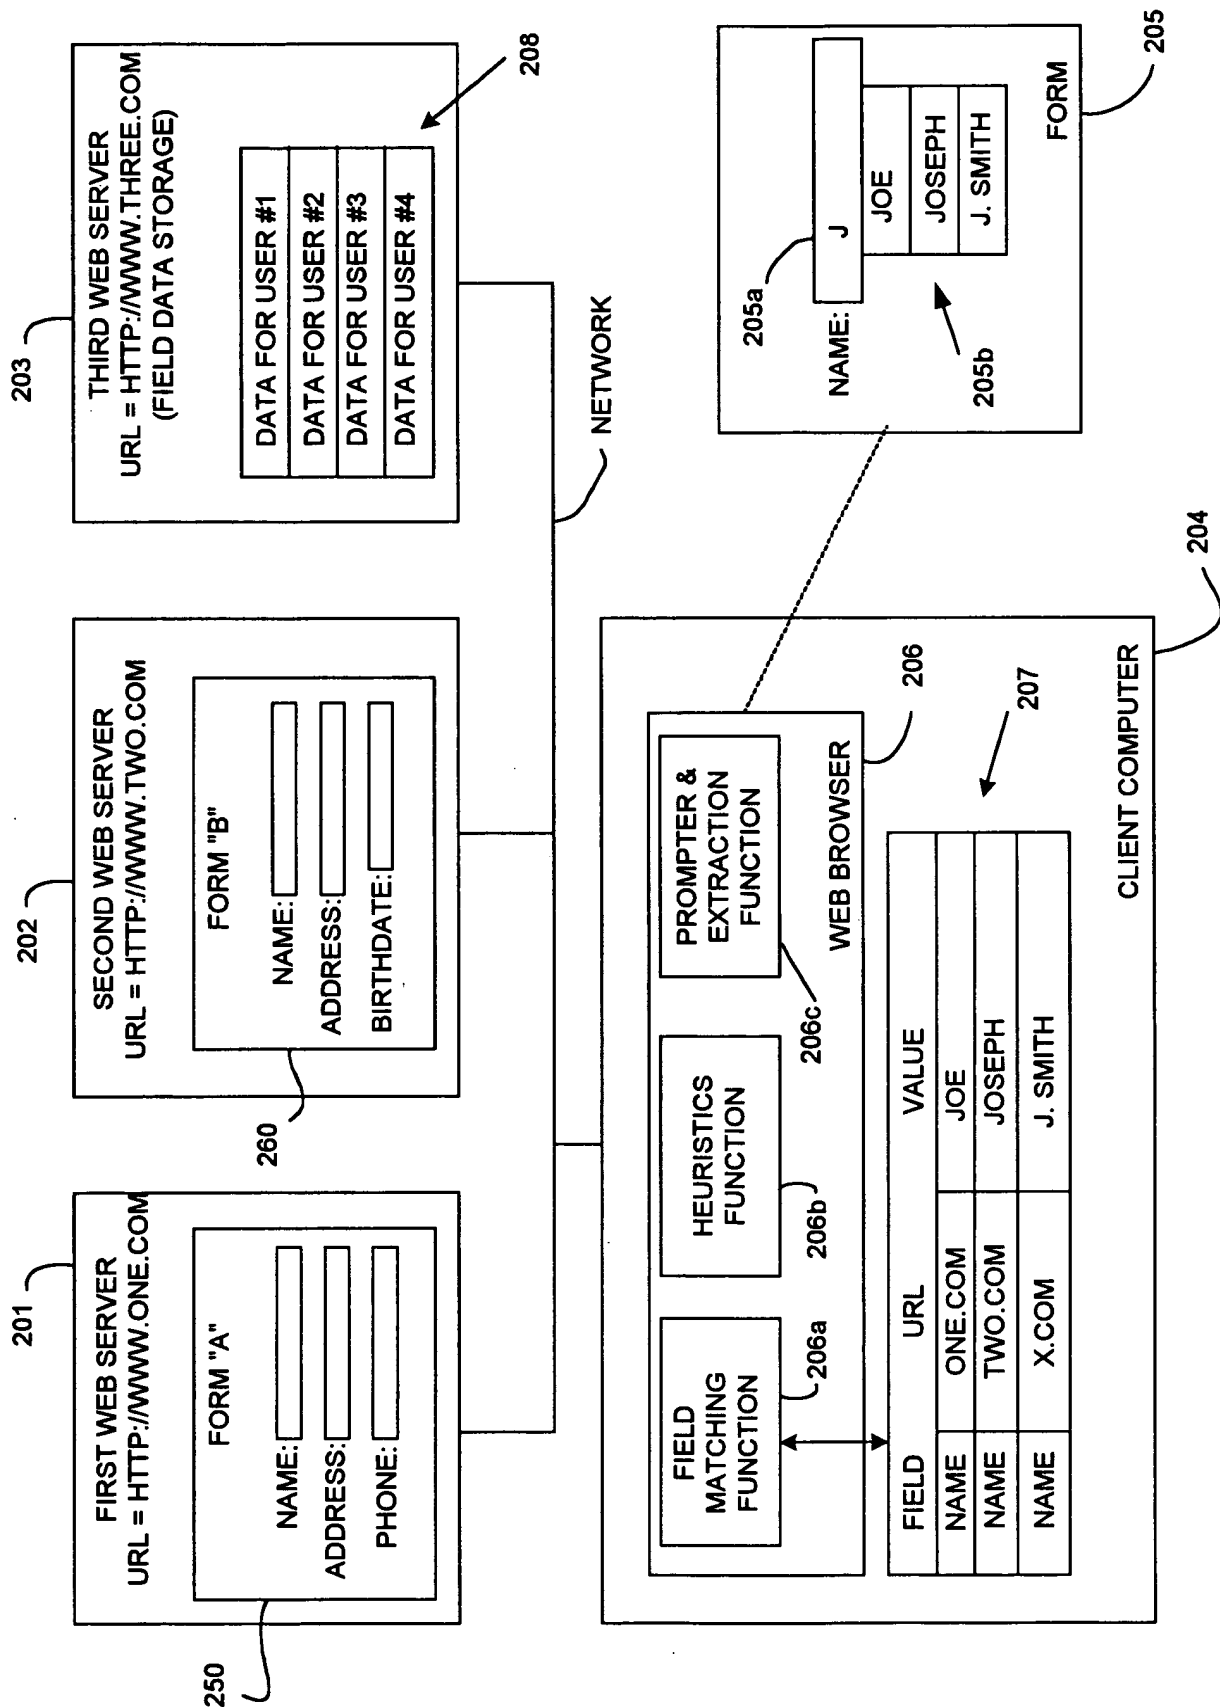 201
FIRST WEB SERVER
URL = HTTP://WWW.ONE.COM
FORM "A"
NAME:
ADDRESS:
PHONE:
250
202
SECOND WEB SERVER
URL = HTTP://WWW.TWO.COM
FORM "B"
NAME:
ADDRESS:
BIRTHDATE:
260
203
THIRD WEB SERVER
URL = HTTP://WWW.THREE.COM
(FIELD DATA STORAGE)
DATA FOR USER #1
DATA FOR USER #2
DATA FOR USER #3
DATA FOR USER #4
208
NETWORK
FIELD
MATCHING
FUNCTION
206a
HEURISTICS
FUNCTION
206b
PROMPTER &
EXTRACTION
FUNCTION
206c
WEB BROWSER
206
FIELD URL VALUE
NAME ONE.COM JOE
NAME TWO.COM JOSEPH
NAME X.COM J. SMITH
207
CLIENT COMPUTER
204
205a
NAME: J
JOE
JOSEPH
J. SMITH
205b
FORM
205